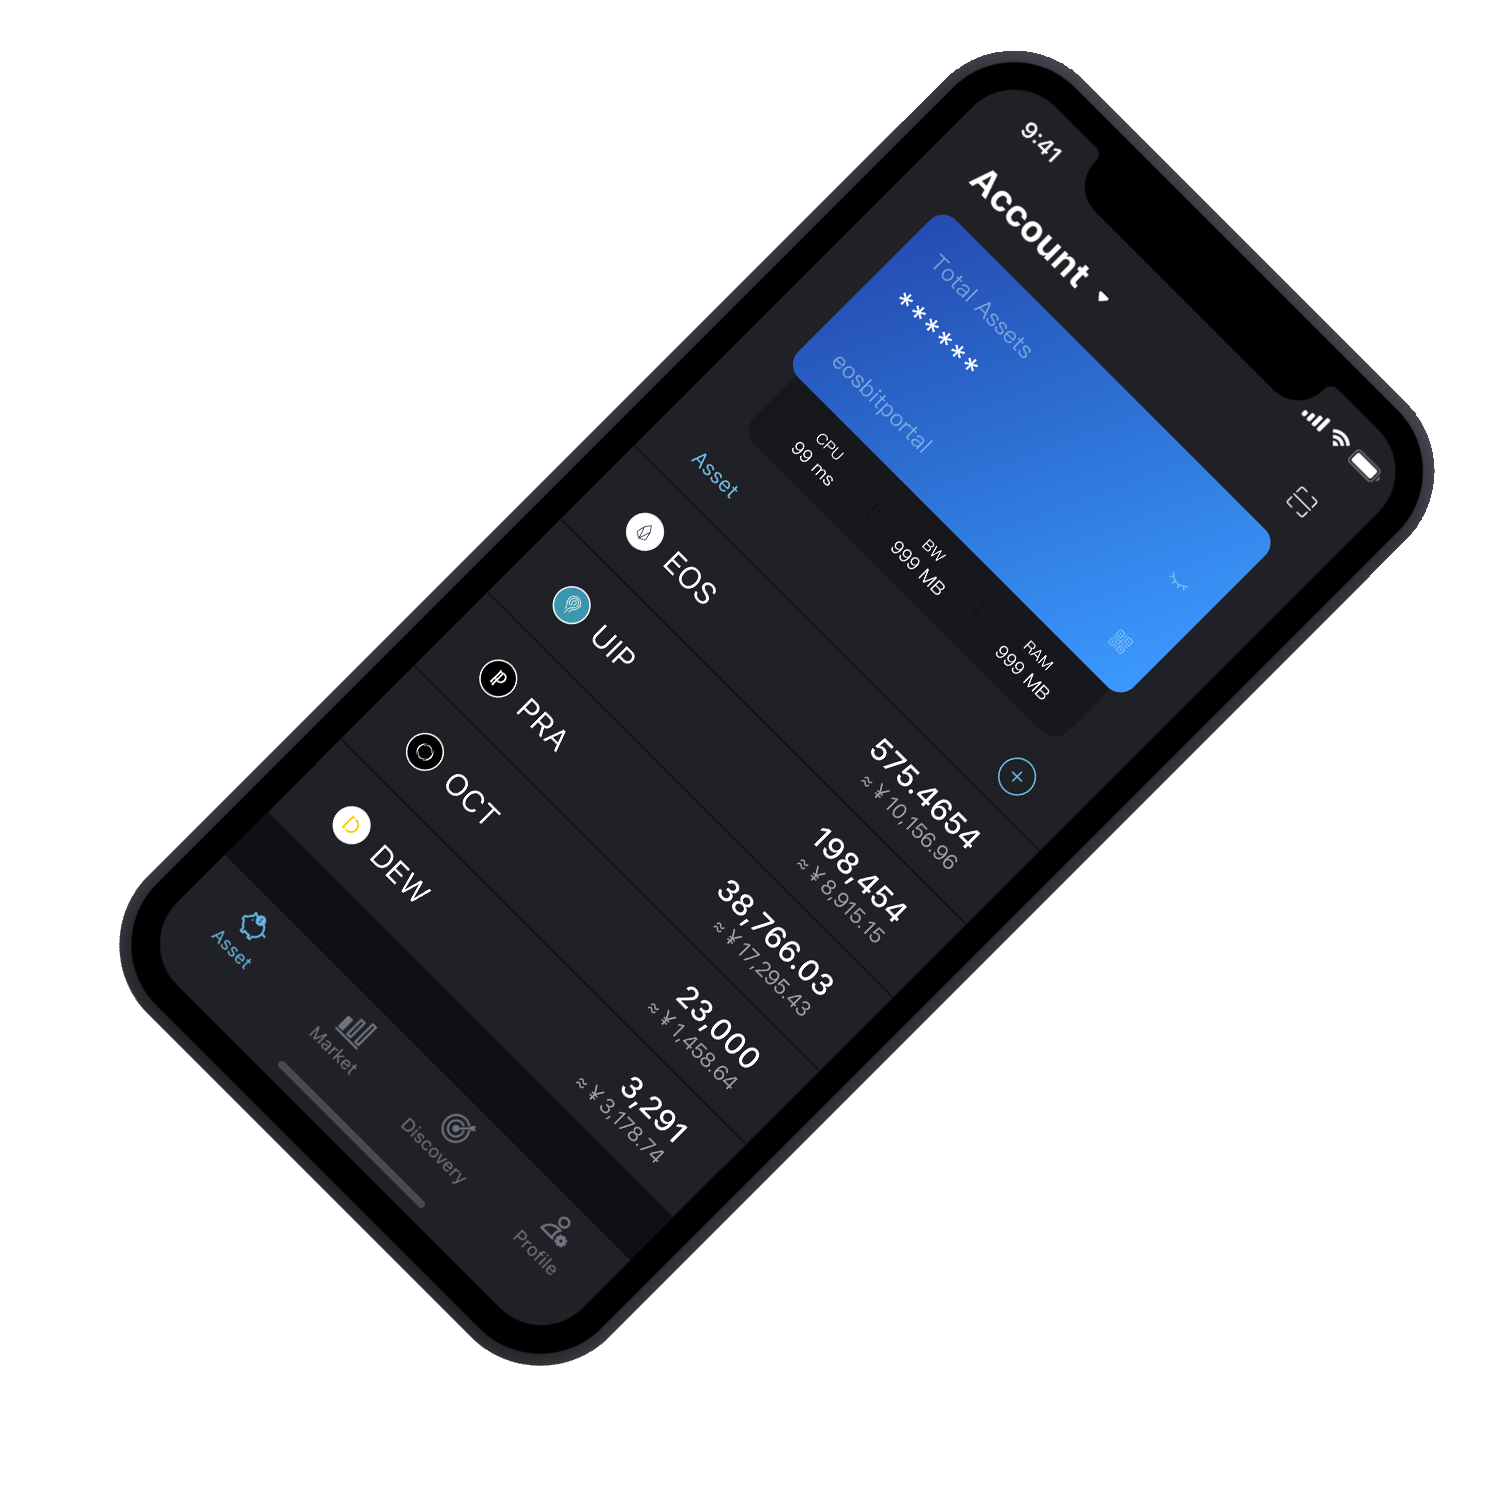 9:41
Account
Total Assets
******
eosbitportal
CPU
99 ms
BW
999 MB
RAM
999 MB
Asset
EOS
575.4654
≈ ¥10,156.96
UIP
198,454
≈ ¥8,915.15
PRA
38,766.03
≈ ¥17,295.43
OCT
23,000
≈ ¥1,458.64
DEW
3,291
≈ ¥3,178.74
Asset
Market
Discovery
Profile